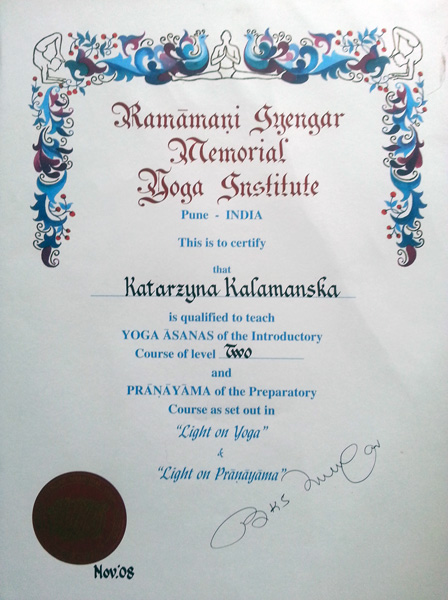 Ramāmaṇi Iyengar
Memorial
Yoga Institute
Pune - INDIA
This is to certify
that
Katarzyna Kalamanska
is qualified to teach
YOGA ĀSANAS of the Introductory
Course of level Two
and
PRĀṆĀYĀMA of the Preparatory
Course as set out in
“Light on Yoga”
&
“Light on Prāṇāyāma”
Nov.'08